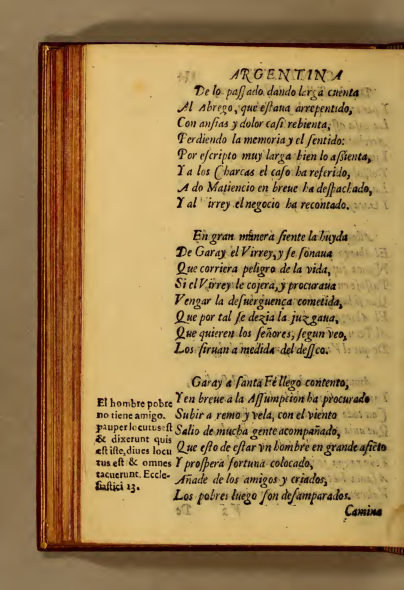 ARGENTINA
De lo paſſado dando larga cuenta
Al Abrego, que eſtaua arrepentido,
Con anſias y dolor caſi rebienta,
Perdiendo la memoria y el ſentido:
Por eſcripto muy larga bien lo aſsienta,
Y a los Charcas el caſo ha referido,
A do Matiencio en breue ha deſpachado,
Y al irrey el negocio ha recontado.
En gran manera ſiente la huyda
De Garay el Virrey, y ſe ſonaua
Que corriera peligro de la vida,
Si el Virrey le cojera, y procuraua
Vengar la deſuerguença cometida,
Que por tal ſe dezia la juzgaua,
Que quieren los ſeñores, ſegun veo,
Los ſiruan a medida del deſſeo.
Garay a ſanta Fé llego contento,
Y en breue a la Aſſumpcion ha procurado
Subir a remo y vela, con el viento
Salio de mucha gente acompañado,
Que eſto de eſtar vn hombre en grande aſiẽto
Y proſpera fortuna colocado,
Añade de los amigos y criados,
Los pobres luego ſon deſamparados.
El hombre pobre
no tiene amigo.
pauper locutus eſt
& dixerunt quis
eſt iſte, diues locu
tus eſt & omnes
tacuerunt. Eccle-
ſiaſtici 13.
Camina